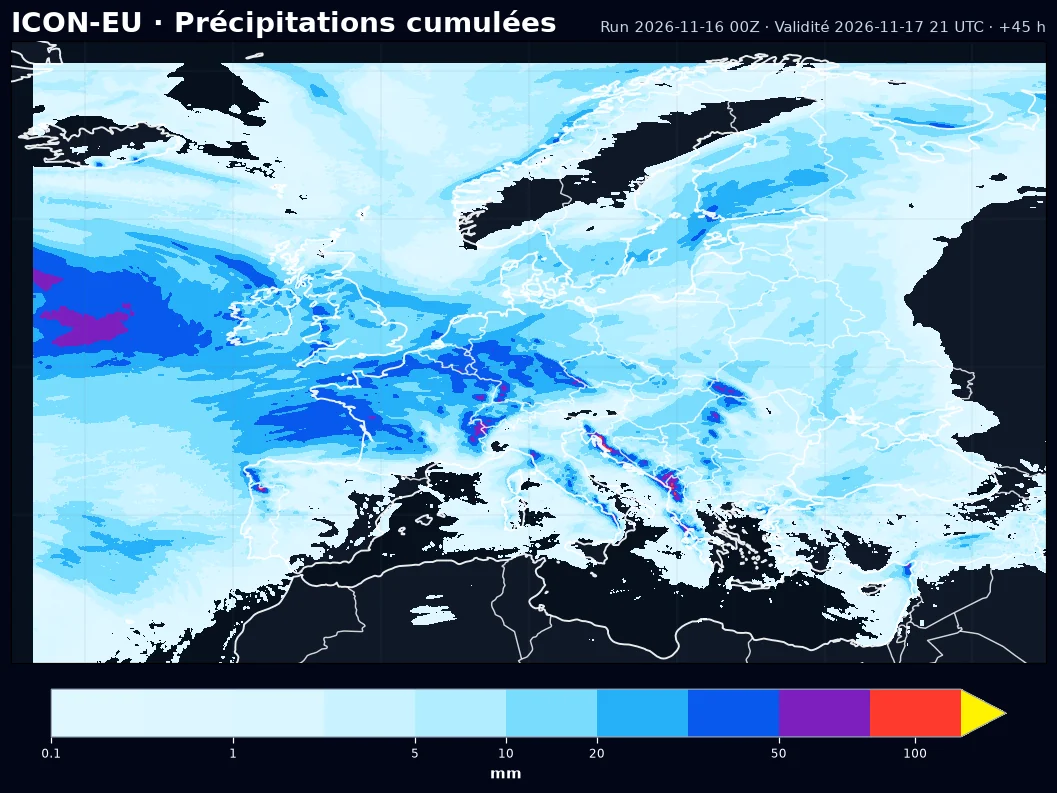 ICON-EU · Précipitations cumulées
Run 2026-11-16 00Z · Validité 2026-11-17 21 UTC · +45 h
0.1 1 5 10 20 50 100
mm